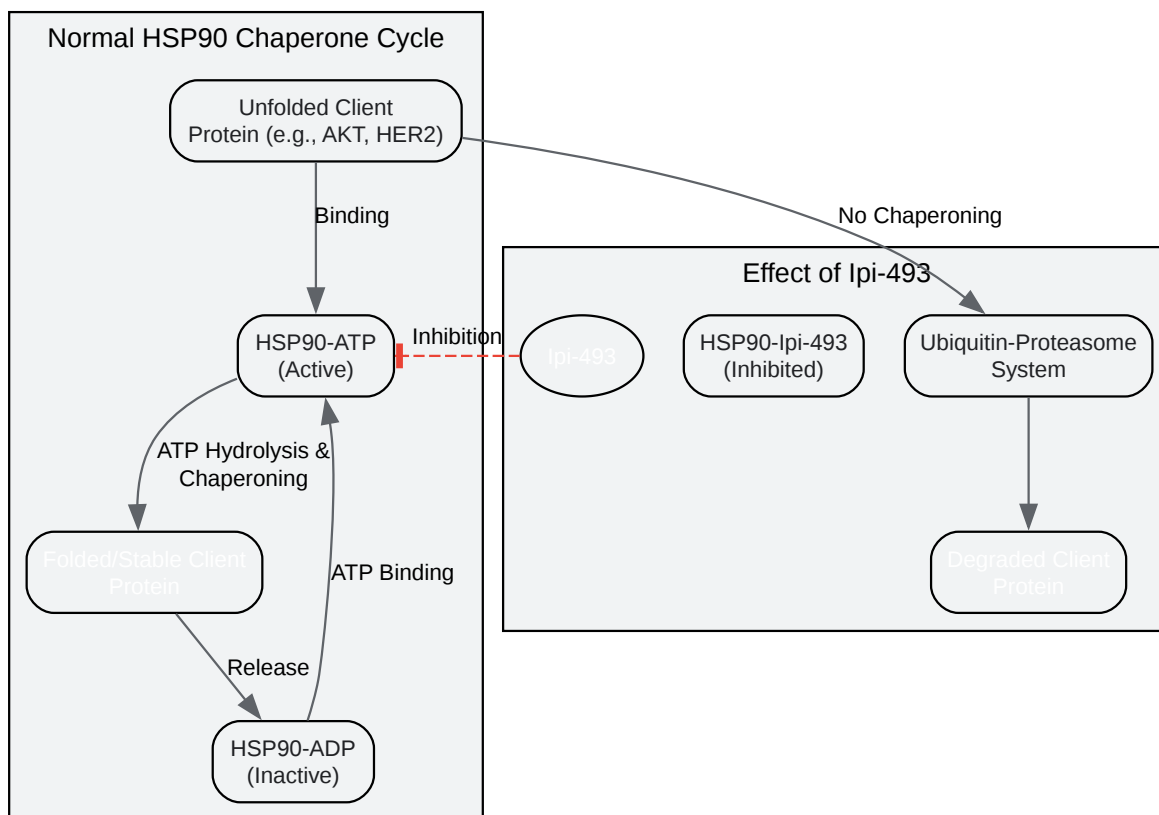 Normal HSP90 Chaperone Cycle
Unfolded Client
Protein (e.g., AKT, HER2)
Binding
No Chaperoning
Effect of Ipi-493
HSP90-ATP
(Active)
Inhibition
Ipi-493
HSP90-Ipi-493
(Inhibited)
Ubiquitin-Proteasome
System
ATP Hydrolysis &
Chaperoning
Folded/Stable Client
Protein
ATP Binding
Degraded Client
Protein
Release
HSP90-ADP
(Inactive)